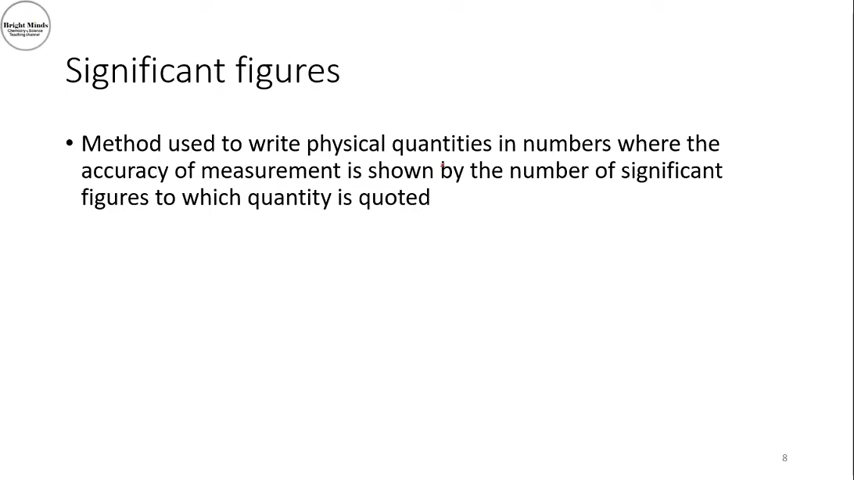 Bright Minds
Chemistry & Science
Teaching channel
Significant figures
• Method used to write physical quantities in numbers where the
accuracy of measurement is shown by the number of significant
figures to which quantity is quoted
8